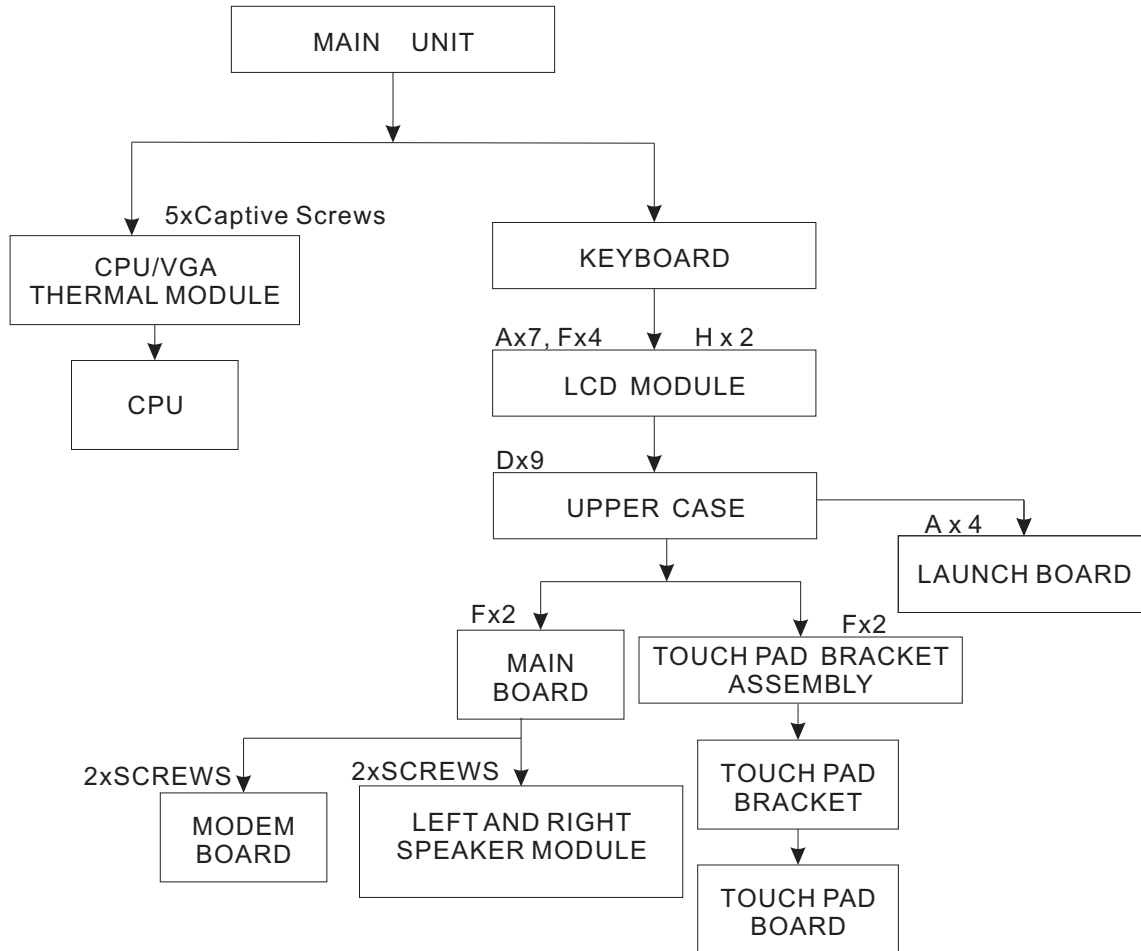 MAIN UNIT
5xCaptive Screws
CPU/VGA
THERMAL MODULE
KEYBOARD
Ax7, Fx4 H x 2
CPU
LCD MODULE
Dx9
UPPER CASE
A x 4
LAUNCH BOARD
Fx2
Fx2
MAIN
BOARD
TOUCH PAD BRACKET
ASSEMBLY
2xSCREWS
2xSCREWS
MODEM
BOARD
LEFT AND RIGHT
SPEAKER MODULE
TOUCH PAD
BRACKET
TOUCH PAD
BOARD